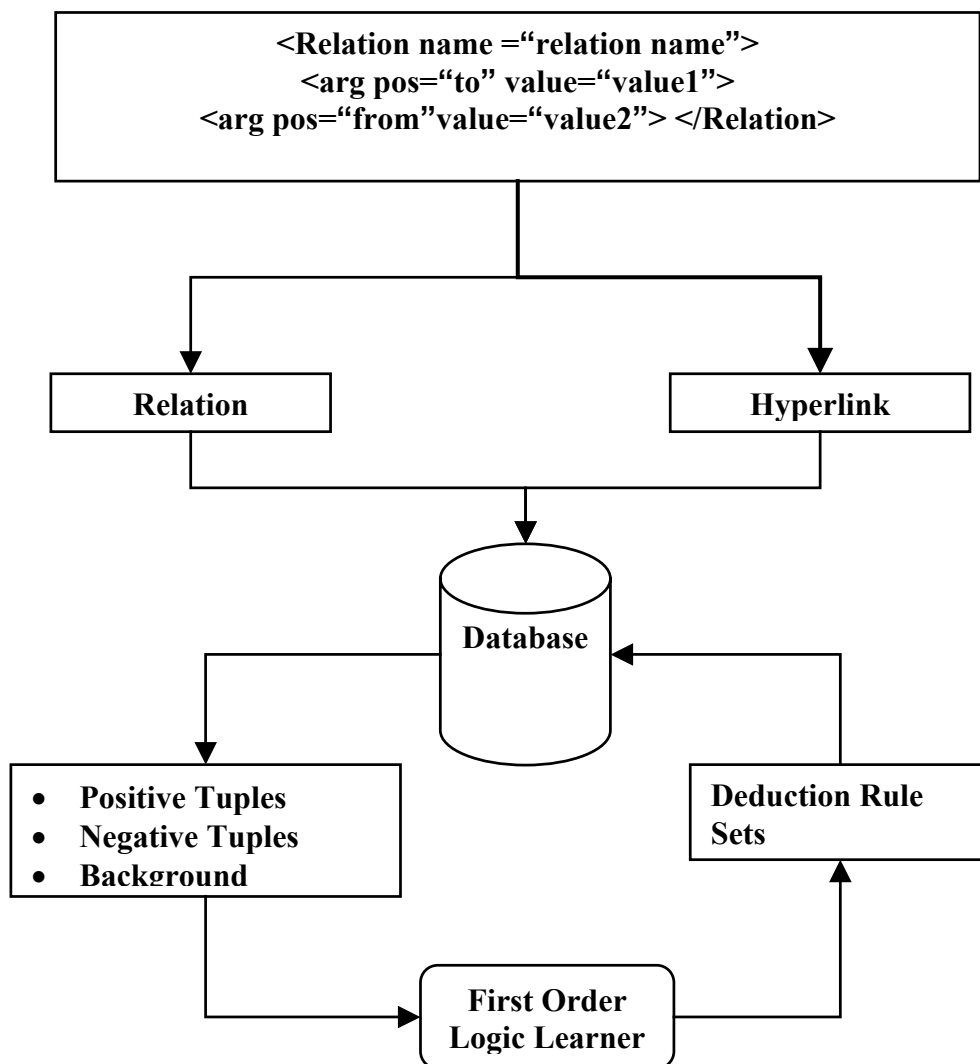 <Relation name =“relation name”>
<arg pos=“to” value=“value1”>
<arg pos=“from”value=“value2”> </Relation>
Relation
Hyperlink
Database
• Positive Tuples
• Negative Tuples
• Background
Deduction Rule
Sets
First Order
Logic Learner